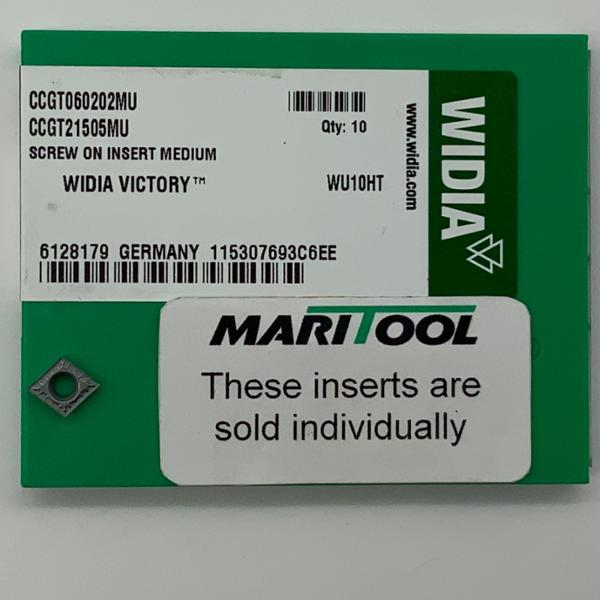 CCGT060202MU
CCGT21505MU
SCREW ON INSERT MEDIUM
WIDIA VICTORY™
Qty: 10
WU10HT
6128179 GERMANY 115307693C6EE
www.widia.com
WIDIA
MARITOOL
These inserts are
sold individually